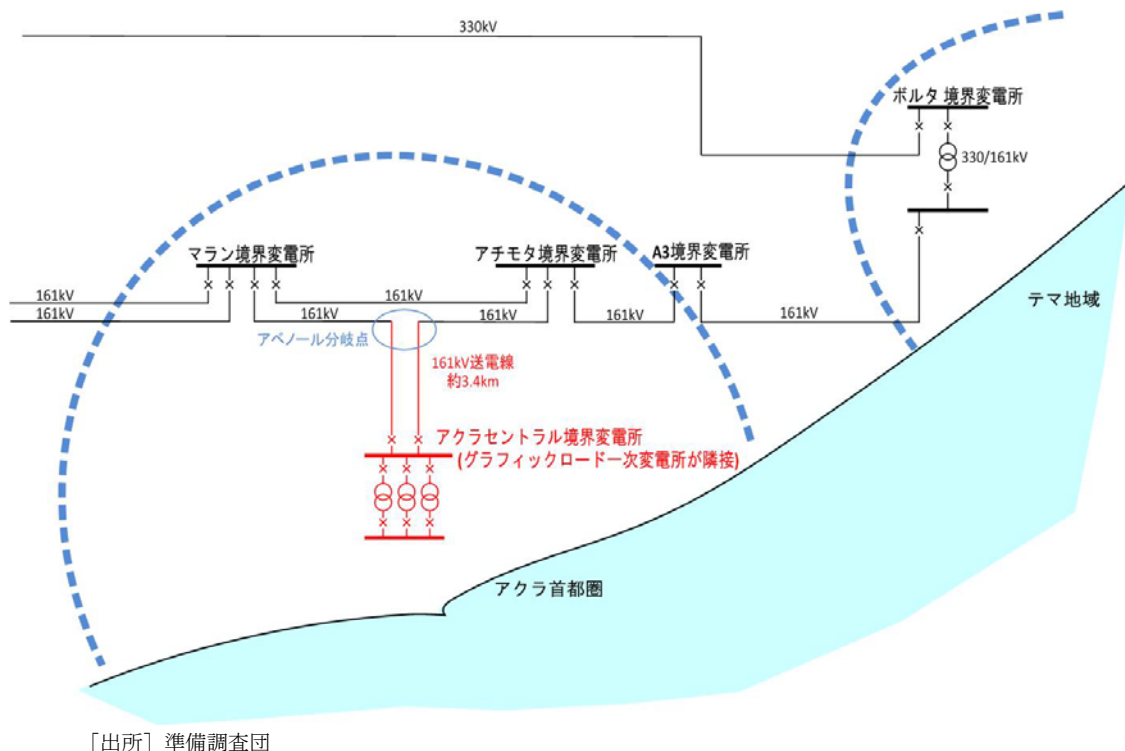 330kV
ボルタ 境界変電所
330/161kV
マラン境界変電所
アチモタ境界変電所
A3境界変電所
161kV
161kV
テマ地域
161kV
161kV
161kV
161kV
161kV
アベノール分岐点
161kV送電線
約3.4km
アクラセントラル境界変電所
(グラフィックロード一次変電所が隣接)
アクラ首都圏
［出所］準備調査団